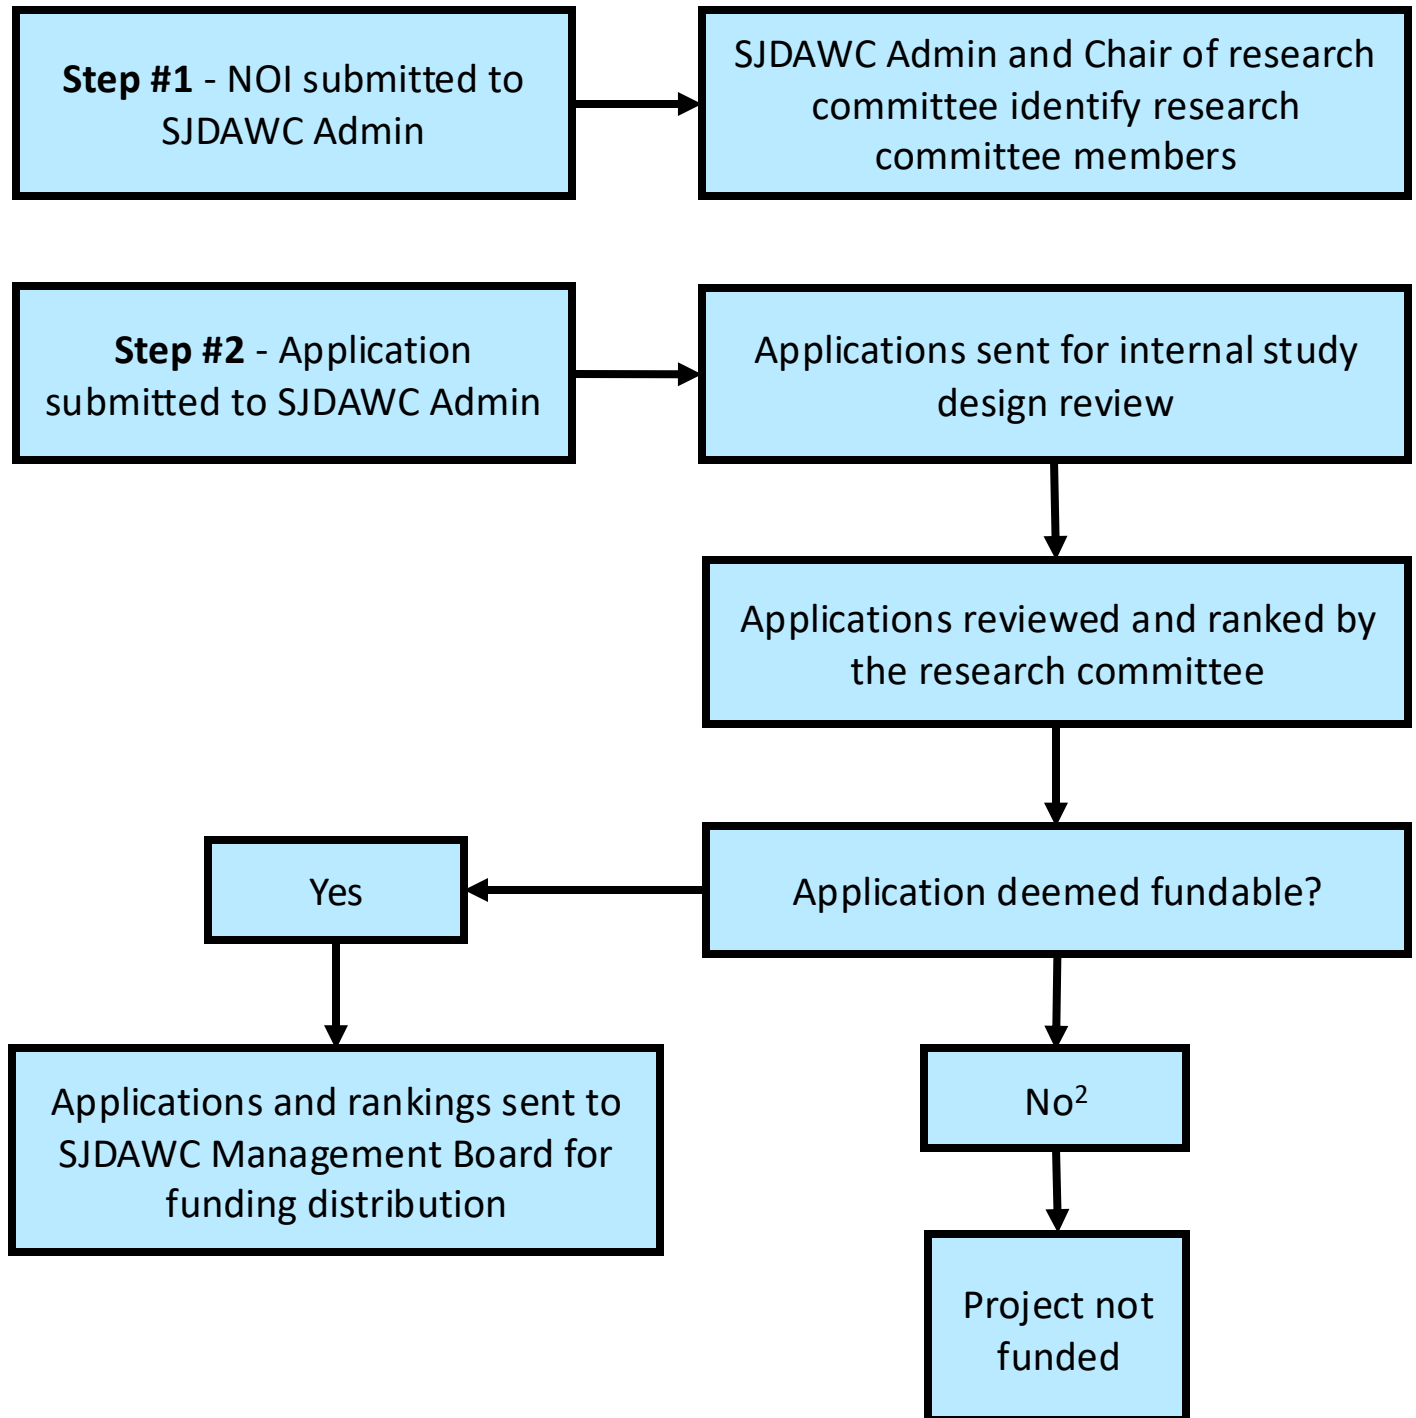 Step #1 - NOI submitted to
SJDAWC Admin
SJDAWC Admin and Chair of research
committee identify research
committee members
Step #2 - Application
submitted to SJDAWC Admin
Applications sent for internal study
design review
Applications reviewed and ranked by
the research committee
Application deemed fundable?
Yes
Applications and rankings sent to
SJDAWC Management Board for
funding distribution
No²
Project not
funded